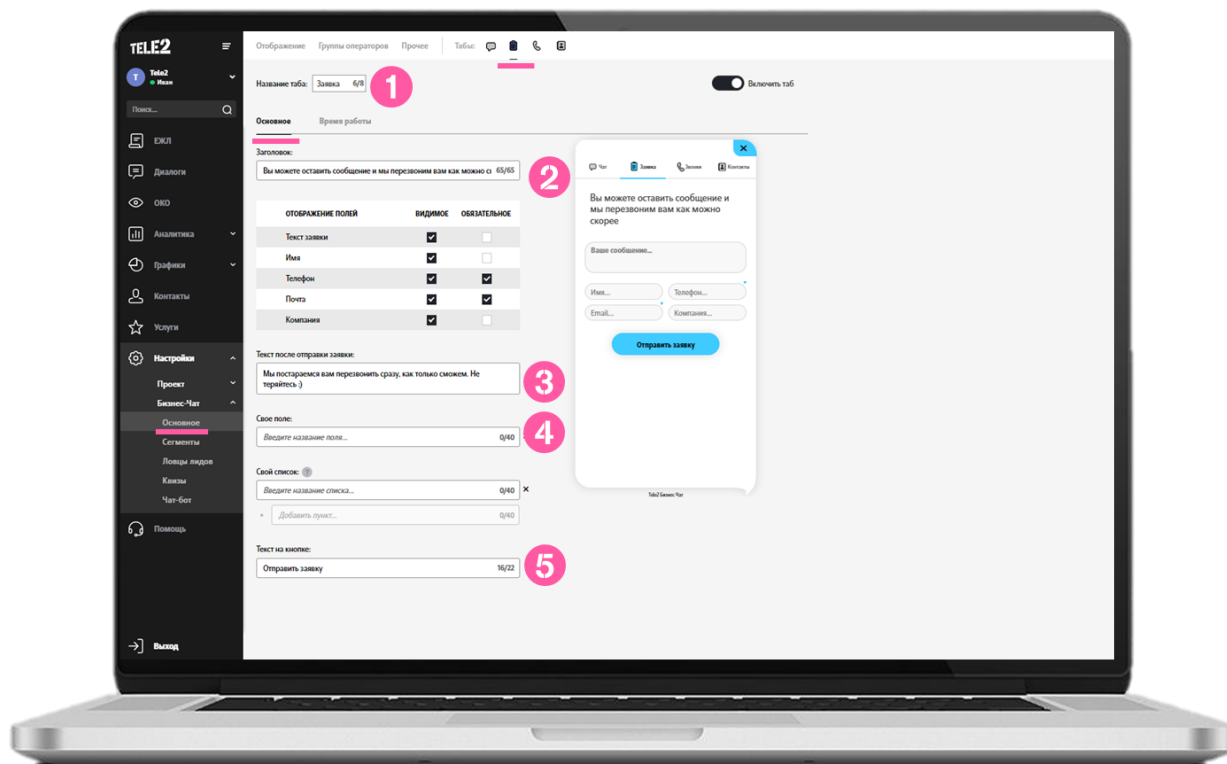 TELE2
T
Tele2
Иван
Поиск...
ЕЖЛ
Диалоги
ОКО
Аналитика
Графики
Контакты
Услуги
Настройки
Проект
Бизнес-Чат
Основное
Сегменты
Ловцы лидов
Квизы
Чат-бот
Помощь
Выход
Отображение Группы операторов Прочее Табы:
Название таба: Заявка 6/8
1
Включить таб
Основное Время работы
Заголовок:
Вы можете оставить сообщение и мы перезвоним вам как можно ск 65/65
2
ОТОБРАЖЕНИЕ ПОЛЕЙ ВИДИМОЕ ОБЯЗАТЕЛЬНОЕ
Текст заявки
Имя
Телефон
Почта
Компания
Текст после отправки заявки:
Мы постараемся вам перезвонить сразу, как только сможем. Не
теряйтесь :)
3
Свое поле:
Введите название поля... 0/40
4
Свой список: ?
Введите название списка... 0/40 ×
Добавить пункт... 0/40
Текст на кнопке:
Отправить заявку 16/22
5
×
Чат Заявка Звонок Контакты
Вы можете оставить сообщение и
мы перезвоним вам как можно
скорее
Ваше сообщение...
Имя... Телефон...
Email... Компания...
Отправить заявку
Tele2 Бизнес Чат